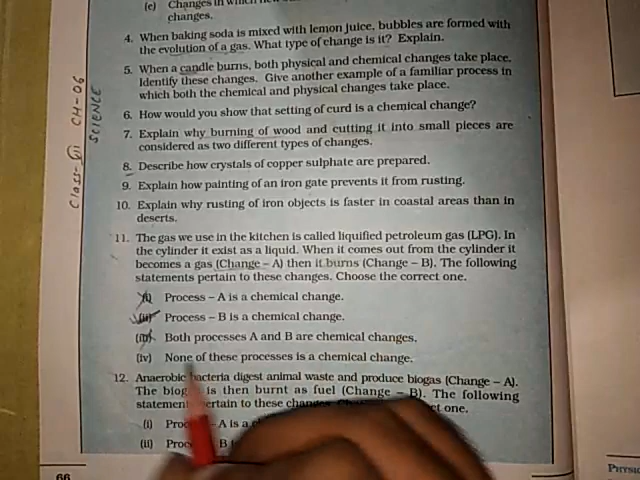 (c) Changes in which new
changes.
4. When baking soda is mixed with lemon juice, bubbles are formed with
the evolution of a gas. What type of change is it? Explain.
5. When a candle burns, both physical and chemical changes take place.
Identify these changes. Give another example of a familiar process in
which both the chemical and physical changes take place.
6. How would you show that setting of curd is a chemical change?
7. Explain why burning of wood and cutting it into small pieces are
considered as two different types of changes.
8. Describe how crystals of copper sulphate are prepared.
9. Explain how painting of an iron gate prevents it from rusting.
10. Explain why rusting of iron objects is faster in coastal areas than in
deserts.
11. The gas we use in the kitchen is called liquified petroleum gas (LPG). In
the cylinder it exist as a liquid. When it comes out from the cylinder it
becomes a gas (Change – A) then it burns (Change – B). The following
statements pertain to these changes. Choose the correct one.
(i) Process – A is a chemical change.
(ii) Process – B is a chemical change.
(iii) Both processes A and B are chemical changes.
(iv) None of these processes is a chemical change.
12. Anaerobic bacteria digest animal waste and produce biogas (Change – A).
The biog is then burnt as fuel (Change – B). The following
statemen pertain to these chang ct one.
(i) Proc – A is a
(ii) Proc B
66
Class- VII CH-06
SCIENCE